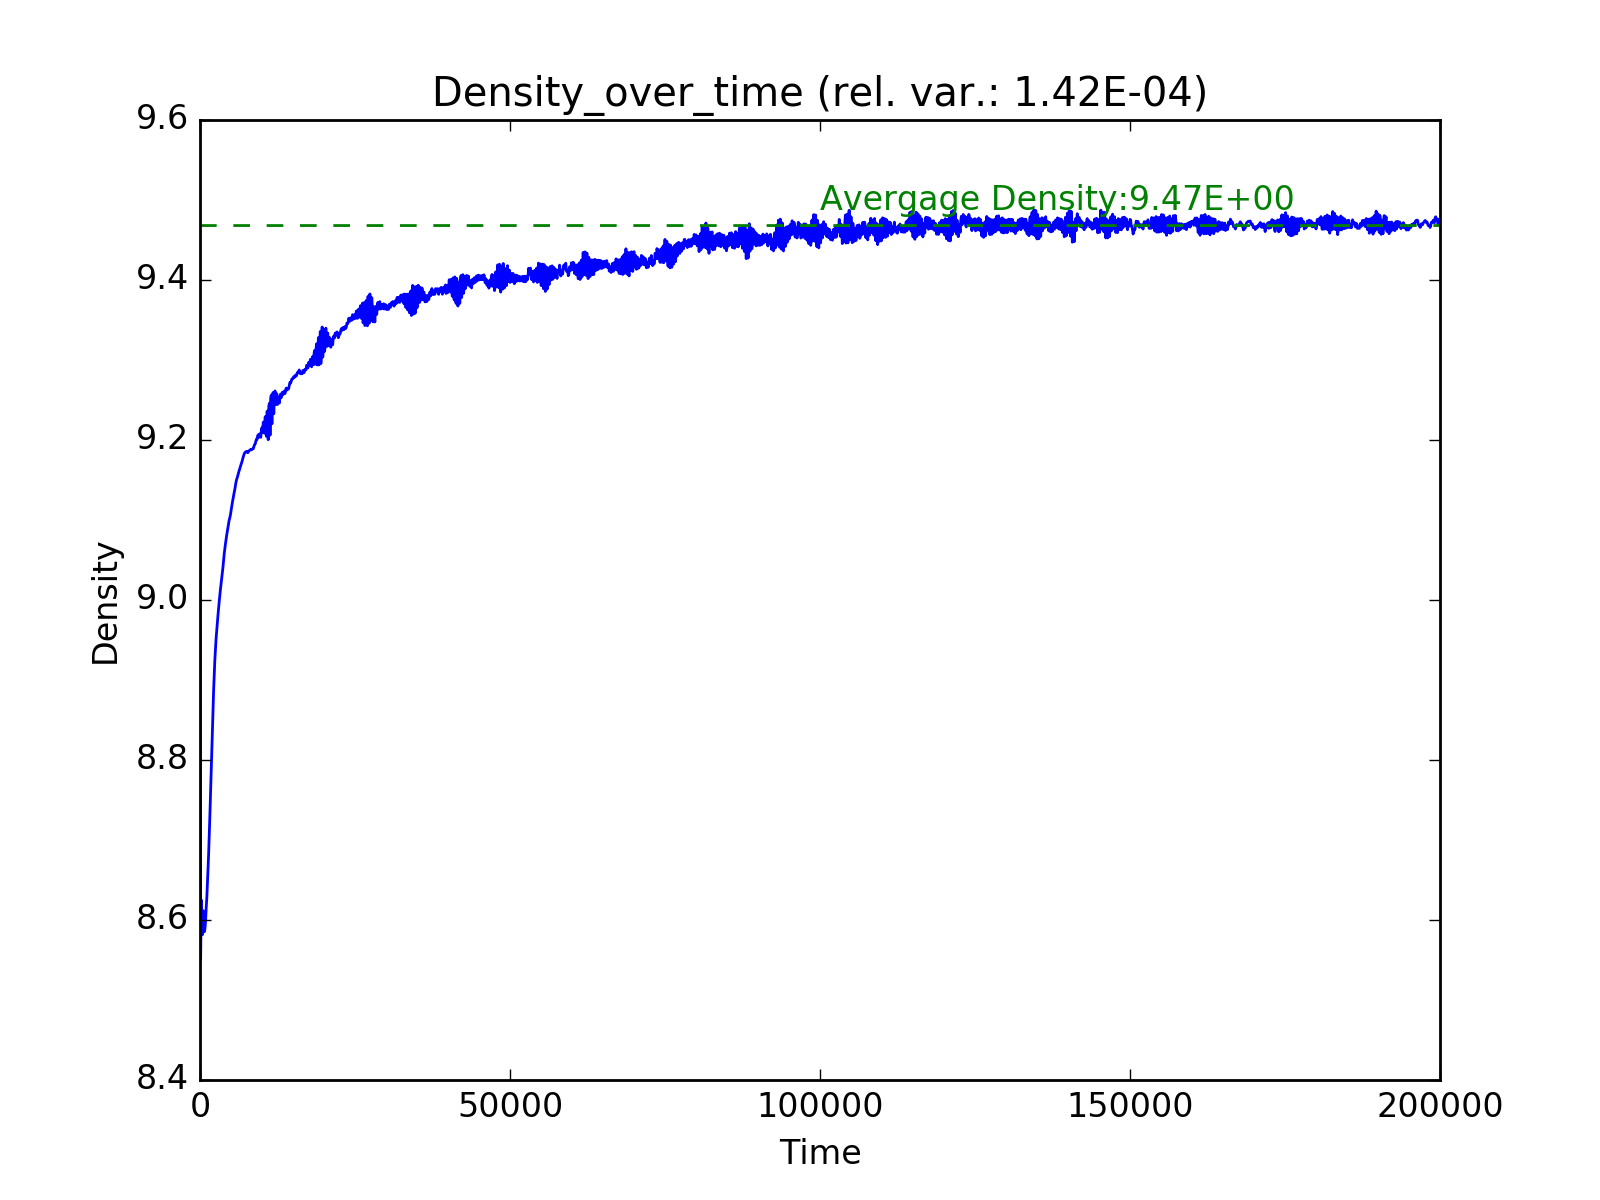 Density_over_time (rel. var.: 1.42E-04)
9.6
Avergage Density:9.47E+00
9.4
9.2
9.0
8.8
8.6
8.4
Density
0 50000 100000 150000 200000
Time